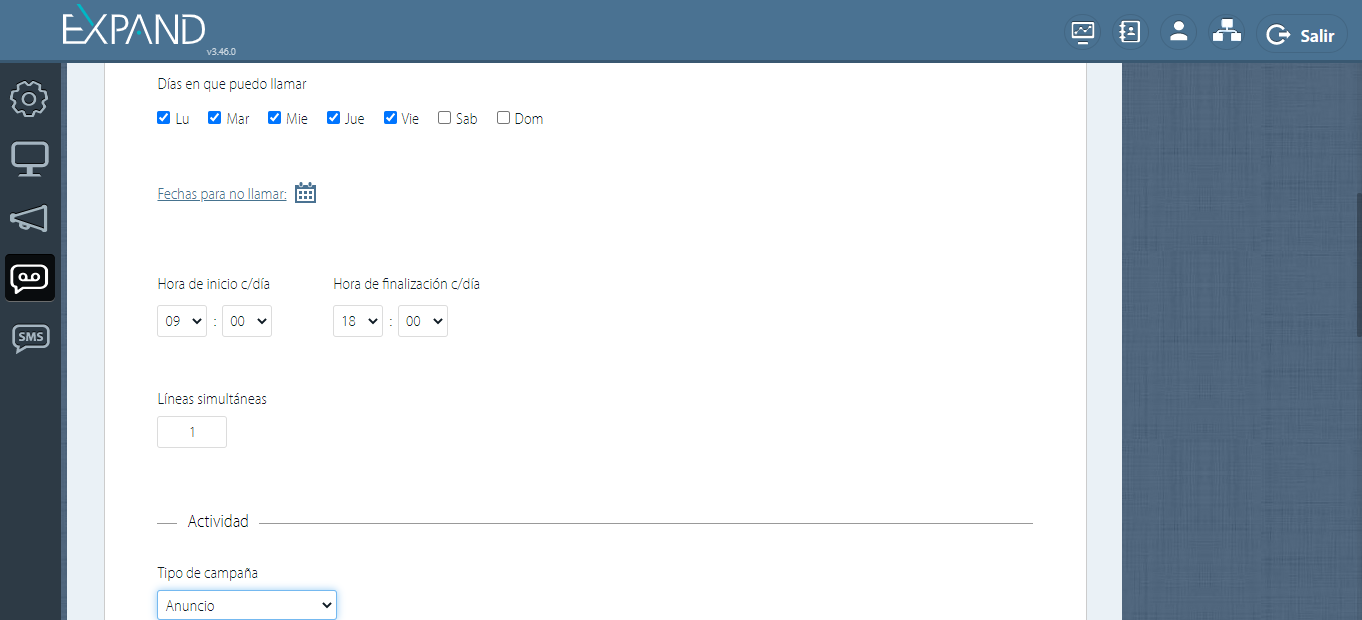 EXPAND
v3.46.0
Salir
Días en que puedo llamar
Lu Mar Mie Jue Vie Sab Dom
Fechas para no llamar:
Hora de inicio c/día Hora de finalización c/día
09 : 00 18 : 00
Líneas simultáneas
1
SMS
Actividad
Tipo de campaña
Anuncio